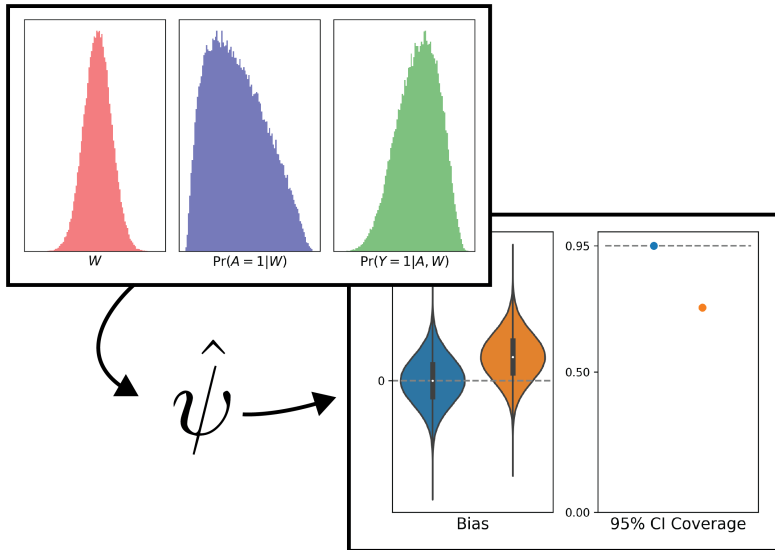 W
Pr(A = 1|W)
Pr(Y = 1|A, W)
ψ̂
0
Bias
0.95
0.50
0.00
95% CI Coverage